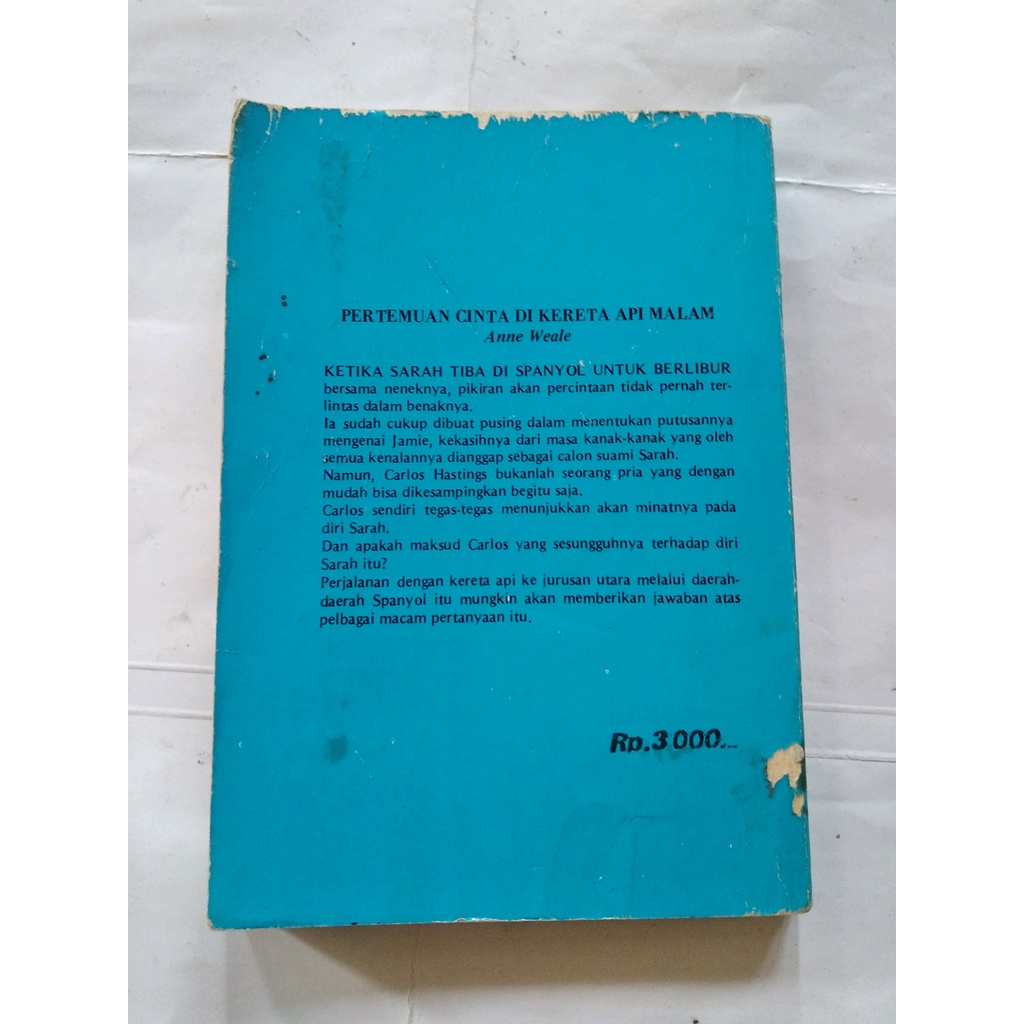 PERTEMUAN CINTA DI KERETA API MALAM
Anne Weale
KETIKA SARAH TIBA DI SPANYOL UNTUK BERLIBUR
bersama neneknya, pikiran akan percintaan tidak pernah ter-
lintas dalam benaknya.
Ia sudah cukup dibuat pusing dalam menentukan putusannya
mengenai Jamie, kekasihnya dari masa kanak-kanak yang oleh
semua kenalannya dianggap sebagai calon suami Sarah.
Namun, Carlos Hastings bukanlah seorang pria yang dengan
mudah bisa dikesampingkan begitu saja.
Carlos sendiri tegas-tegas menunjukkan akan minatnya pada
diri Sarah.
Dan apakah maksud Carlos yang sesungguhnya terhadap diri
Sarah itu?
Perjalanan dengan kereta api ke jurusan utara melalui daerah-
daerah Spanyol itu mungkin akan memberikan jawaban atas
pelbagai macam pertanyaan itu.
Rp.3000...